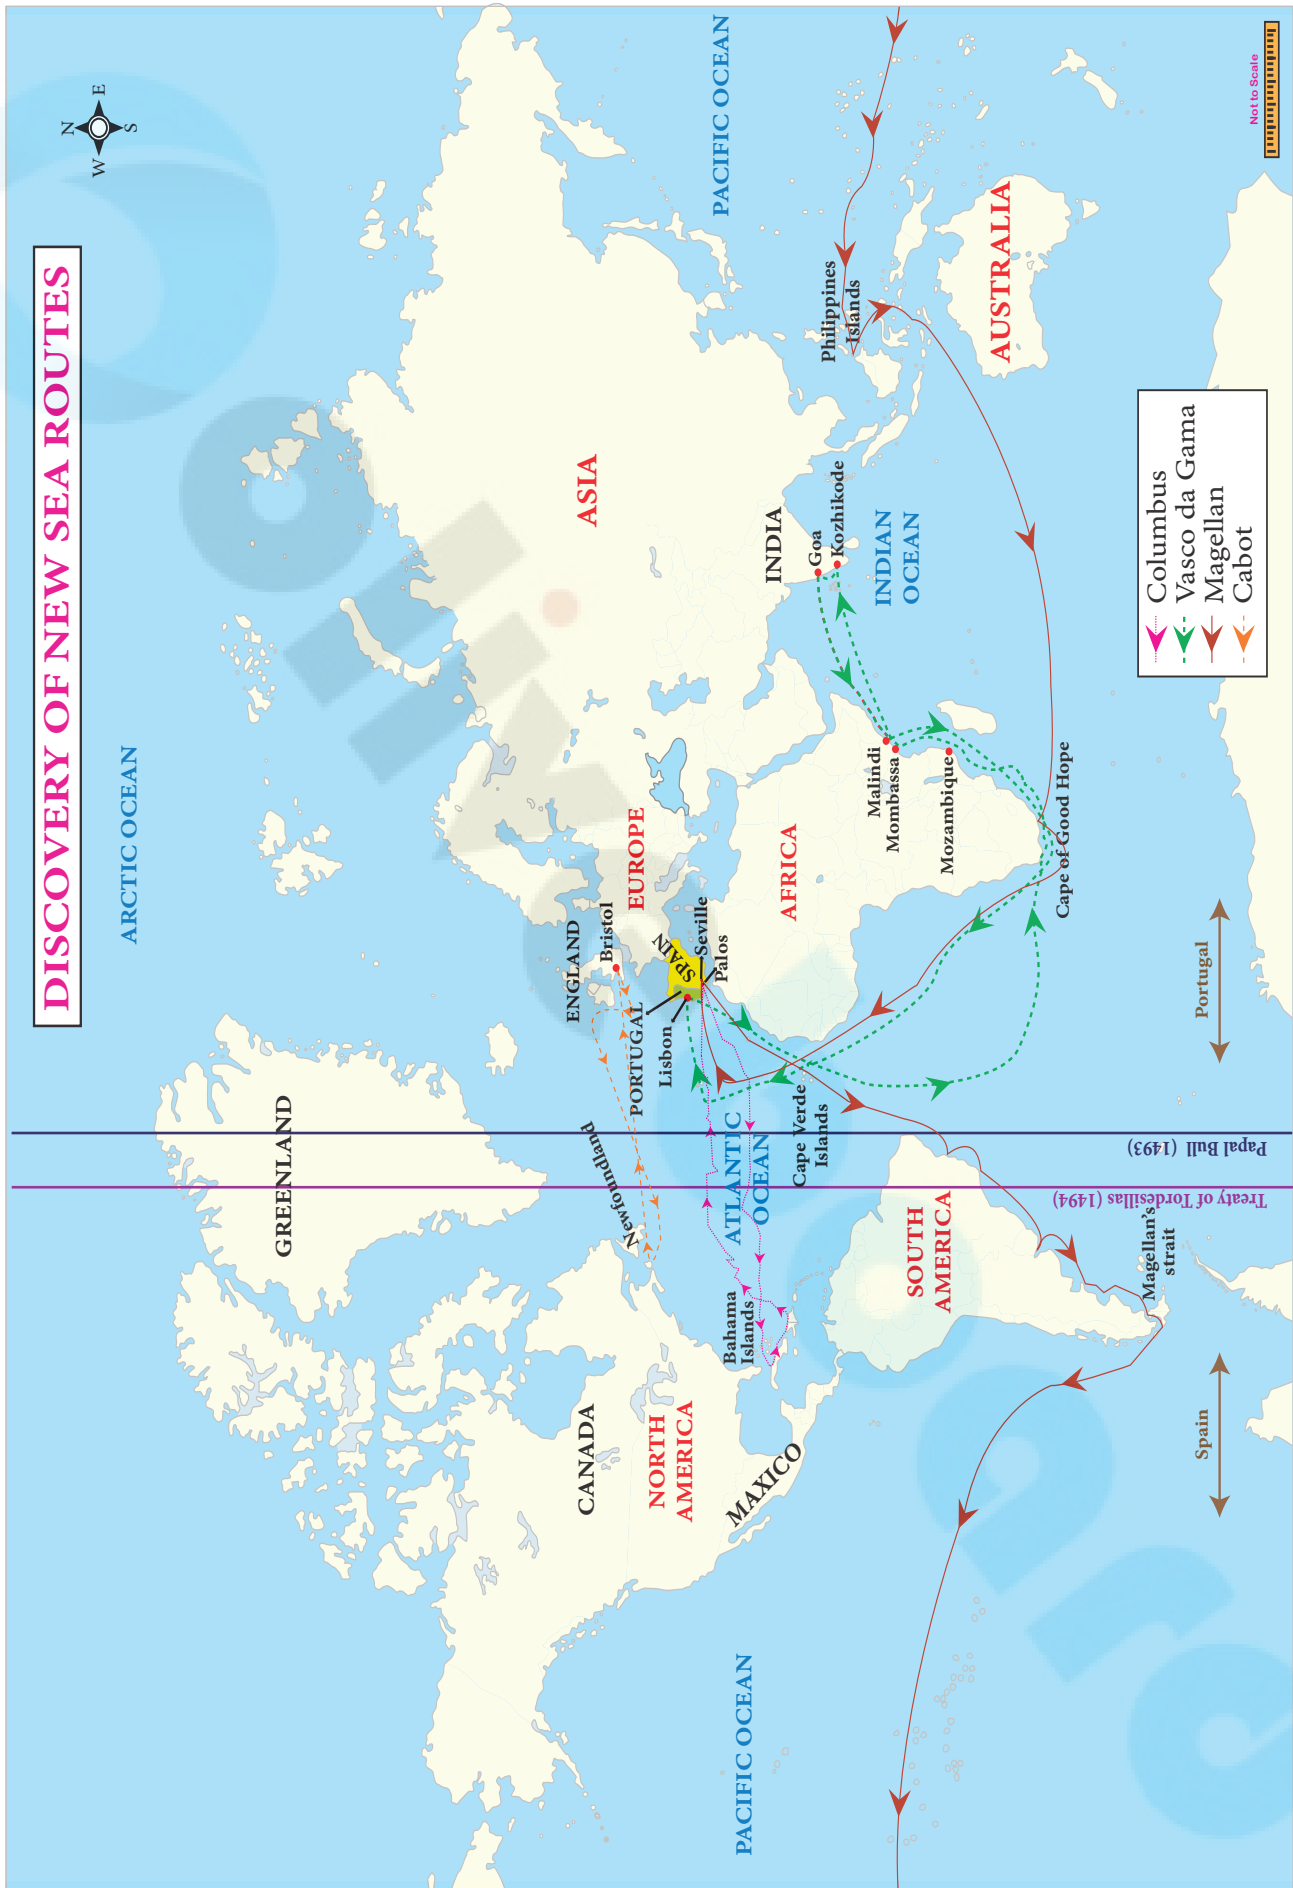 DISCOVERY OF NEW SEA ROUTES
N
W
E
S
ARCTIC OCEAN
GREENLAND
CANADA
NORTH
AMERICA
MAXICO
Newfoundland
ENGLAND
Bristol
EUROPE
PORTUGAL
Lisbon
SPAIN
Seville
Palos
ASIA
INDIA
Goa
Kozhikode
INDIAN
OCEAN
PACIFIC OCEAN
PACIFIC OCEAN
Philippines
Islands
AUSTRALIA
AFRICA
Malindi
Mombassa
Mozambique
Cape of Good Hope
Cape Verde
Islands
ATLANTIC
OCEAN
Bahama
Islands
SOUTH
AMERICA
Magellan's
strait
Papal Bull (1493)
Treaty of Tordesillas (1494)
Spain
Portugal
Columbus
Vasco da Gama
Magellan
Cabot
Not to Scale